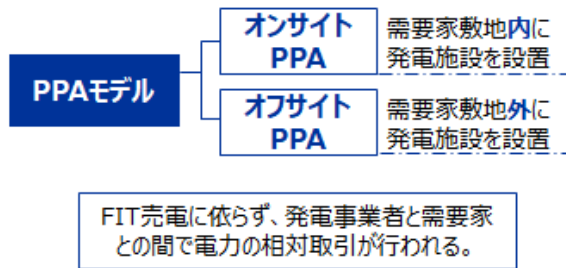 オンサイト
PPA
需要家敷地内に
発電施設を設置
PPAモデル
オフサイト
PPA
需要家敷地外に
発電施設を設置
FIT売電に依らず、発電事業者と需要家
との間で電力の相対取引が行われる。